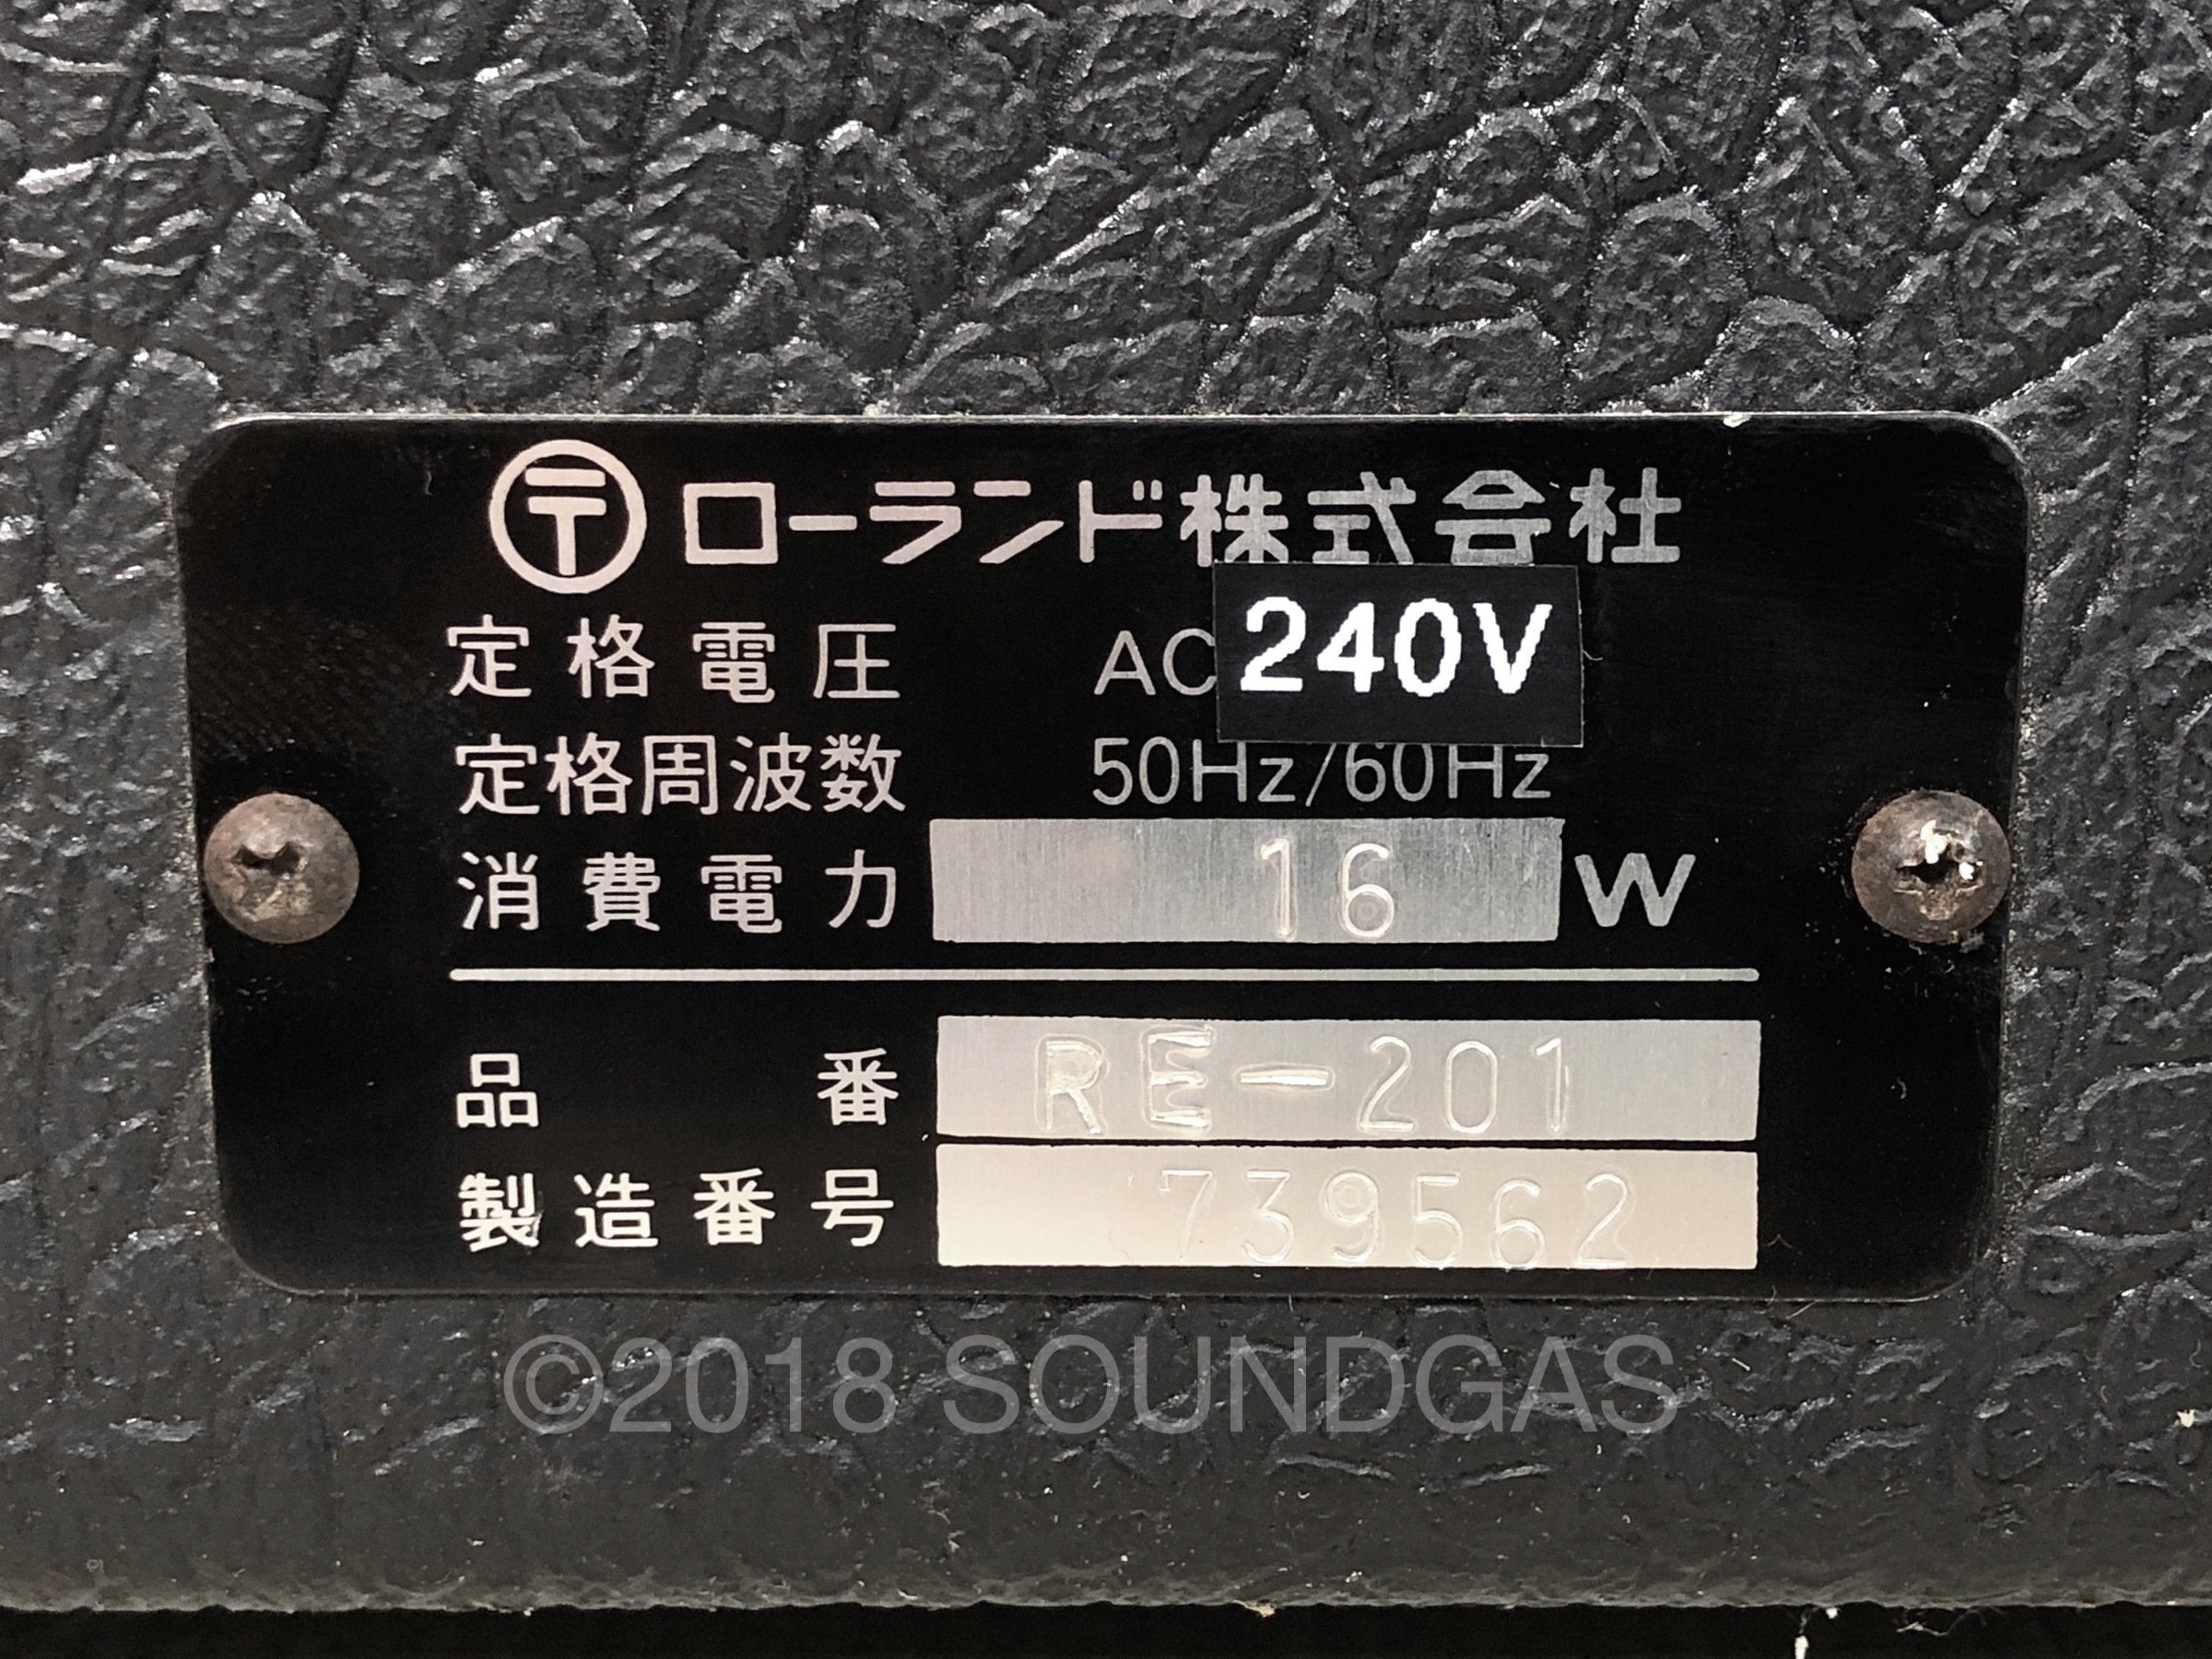 〒ローランド株式会社
定格電圧 AC 240V
定格周波数 50Hz/60Hz
消費電力 16 W
品番 RE-201
製造番号 739562
©2018 SOUNDGAS